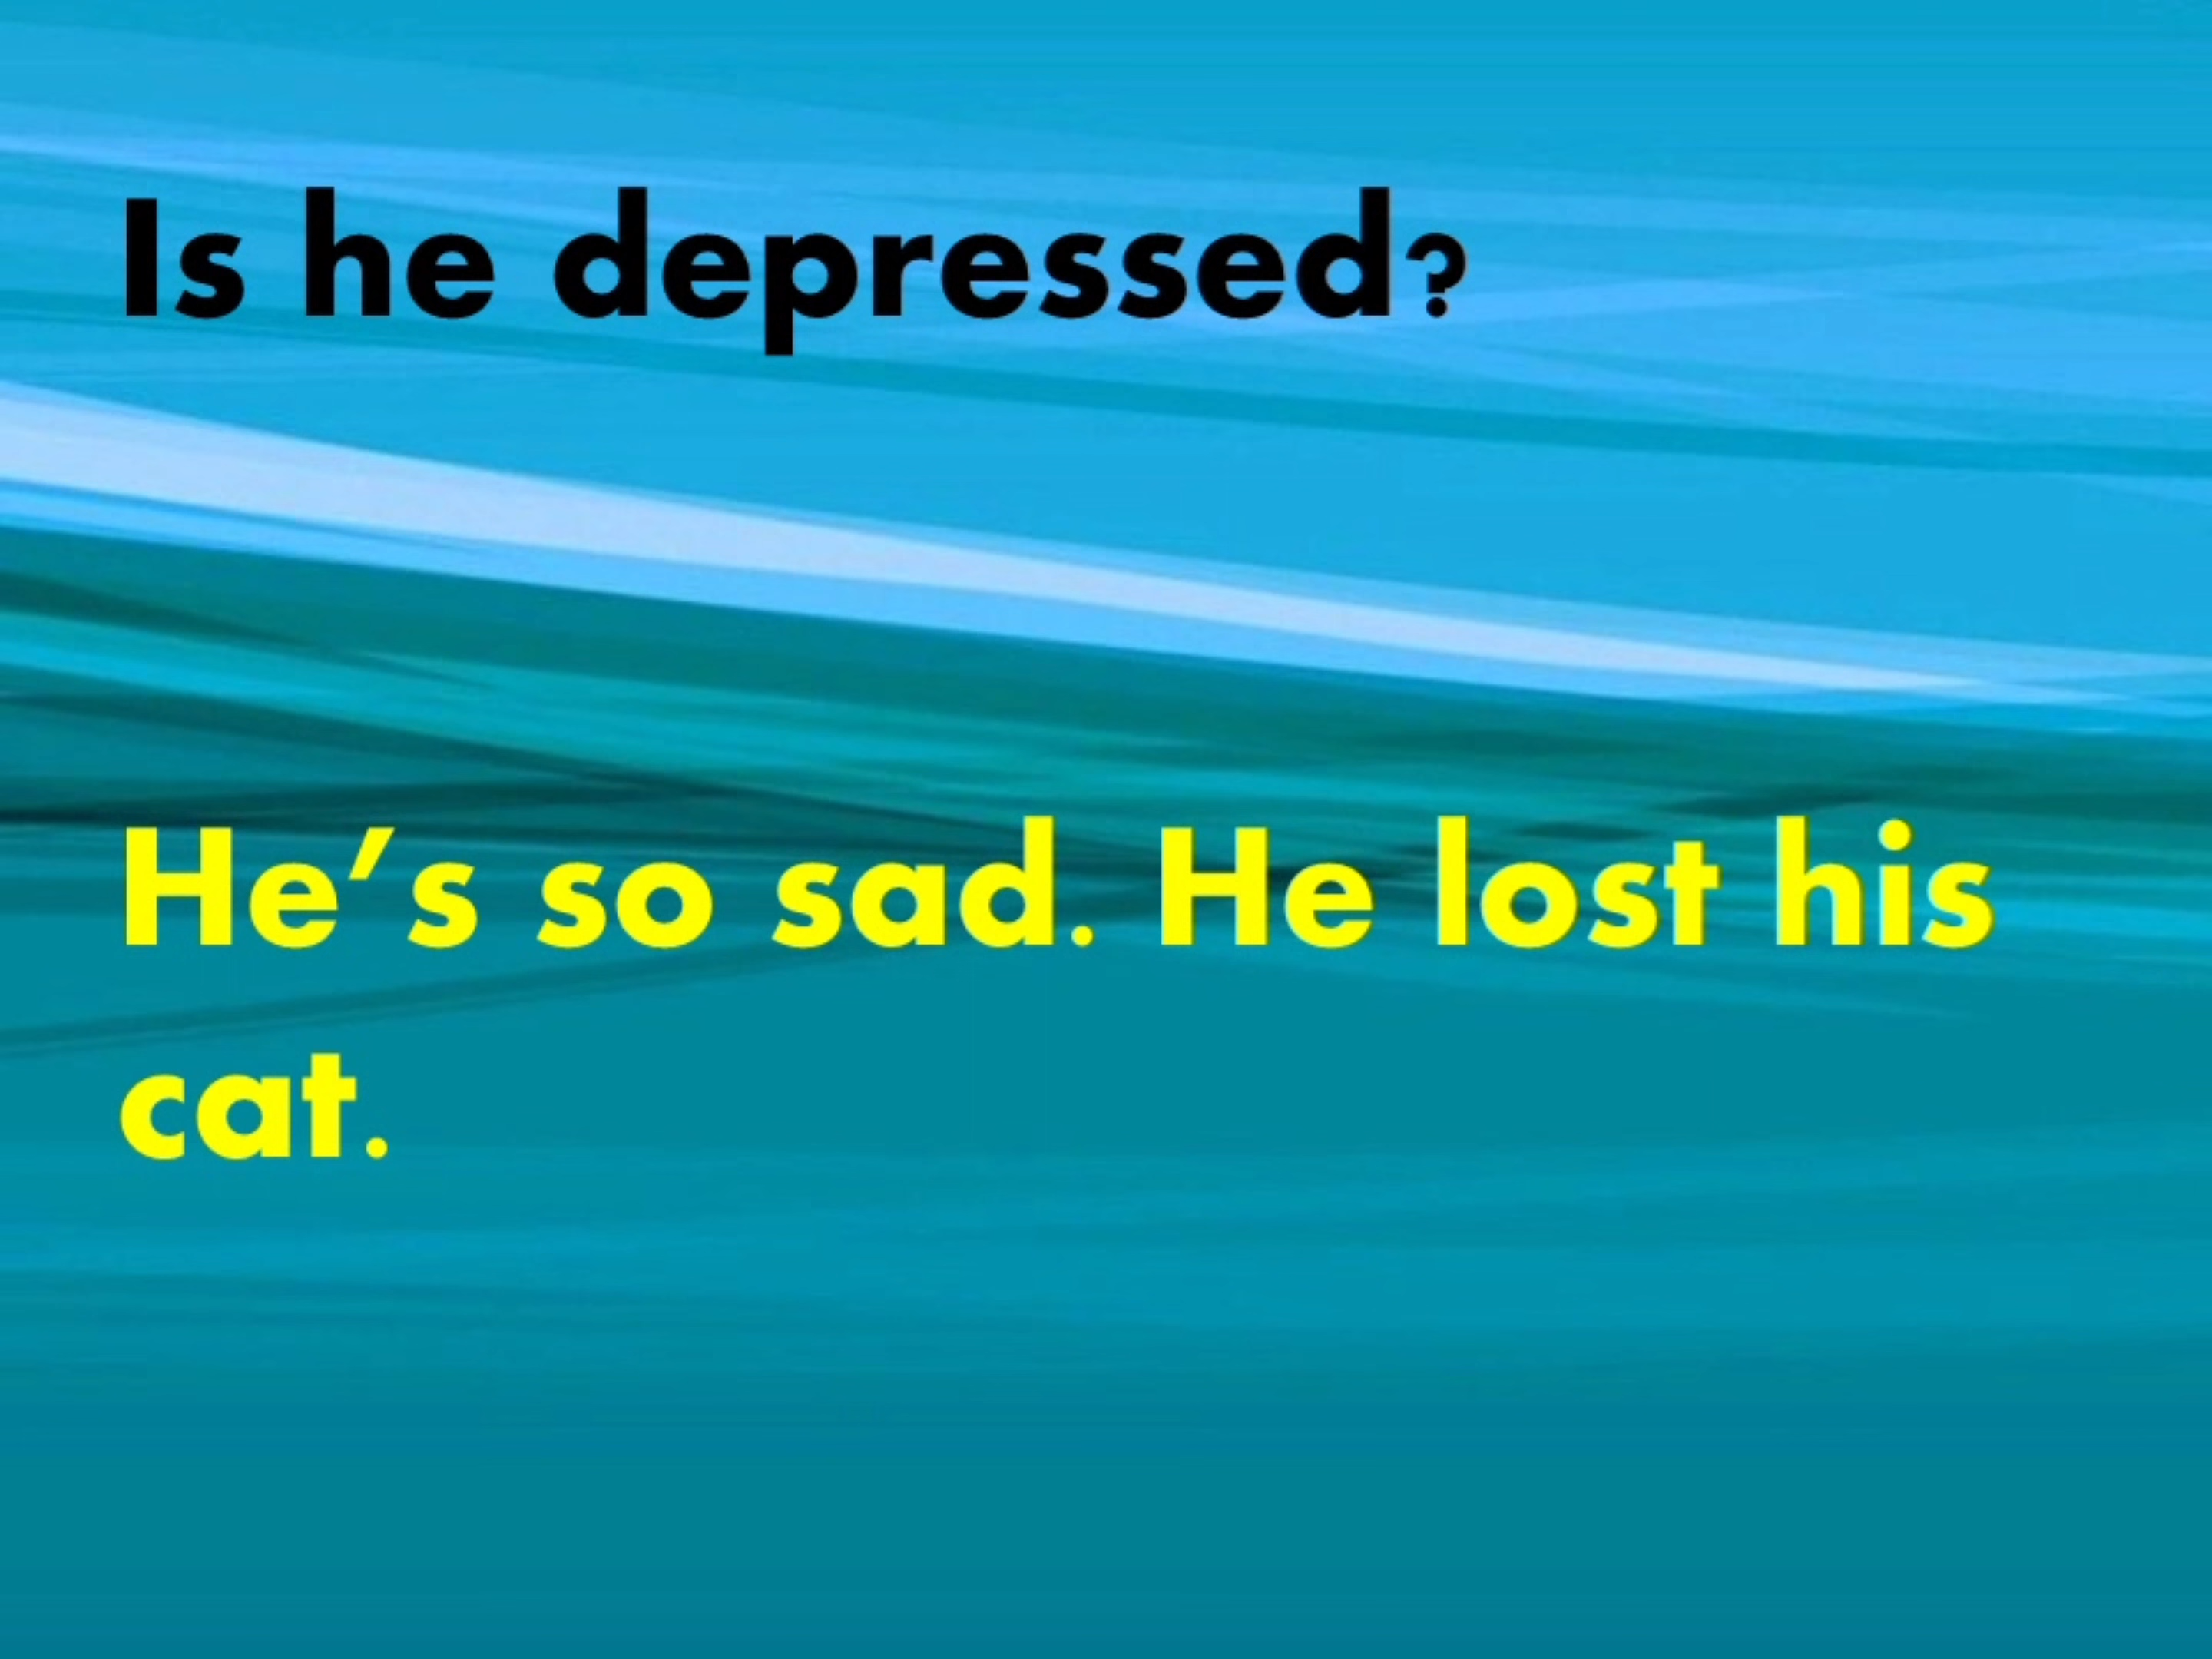 Is he depressed?
He’s so sad. He lost his
cat.